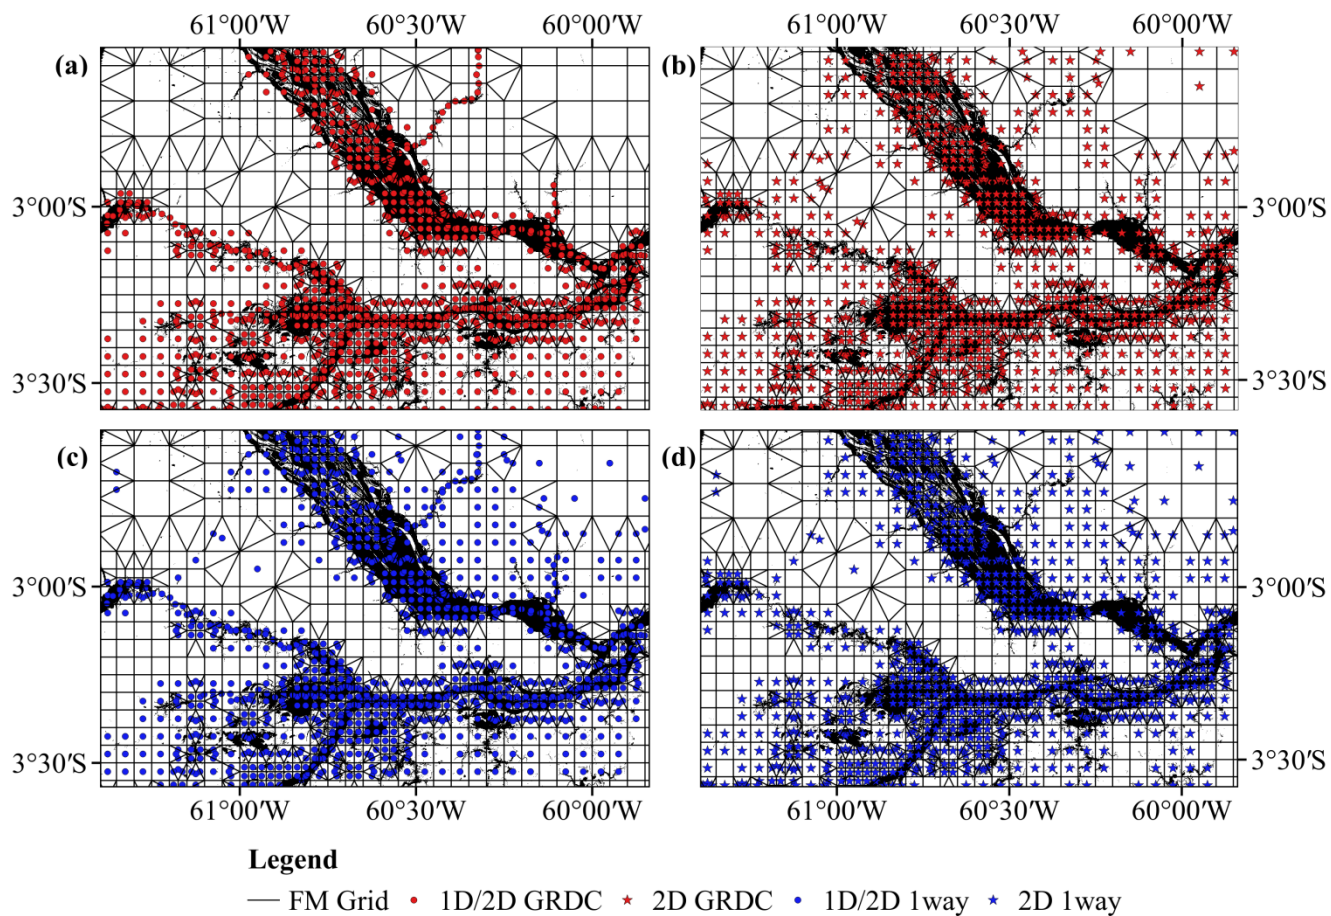 61°00′W 60°30′W 60°00′W 61°00′W 60°30′W 60°00′W
(a) (b)
3°00′S 3°00′S
3°30′S 3°30′S
(c) (d)
3°00′S 3°00′S
3°30′S 3°30′S
61°00′W 60°30′W 60°00′W 61°00′W 60°30′W 60°00′W
Legend
FM Grid 1D/2D GRDC 2D GRDC 1D/2D 1way 2D 1way